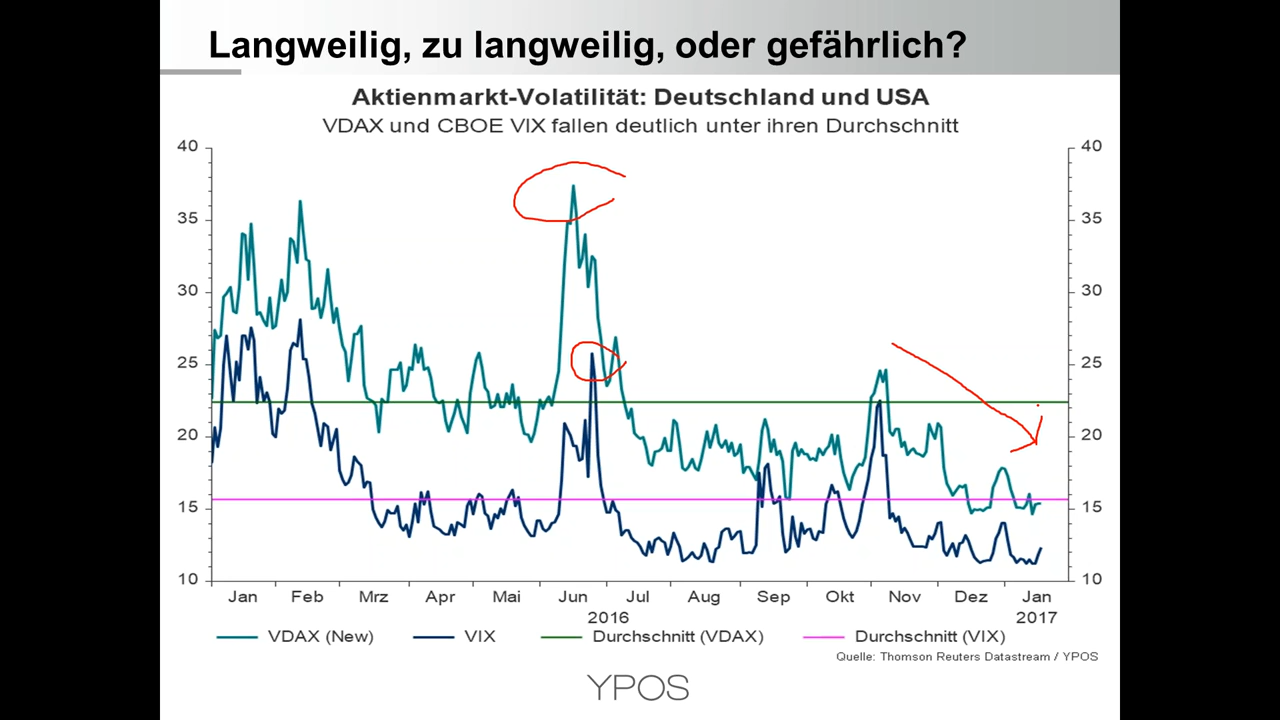 Langweilig, zu langweilig, oder gefährlich?
Aktienmarkt-Volatilität: Deutschland und USA
VDAX und CBOE VIX fallen deutlich unter ihren Durchschnitt
40 40
35 35
30 30
25 25
20 20
15 15
10 10
Jan Feb Mrz Apr Mai Jun Jul Aug Sep Okt Nov Dez Jan
2016 2017
VDAX (New) VIX Durchschnitt (VDAX) Durchschnitt (VIX)
Quelle: Thomson Reuters Datastream / YPOS
YPOS